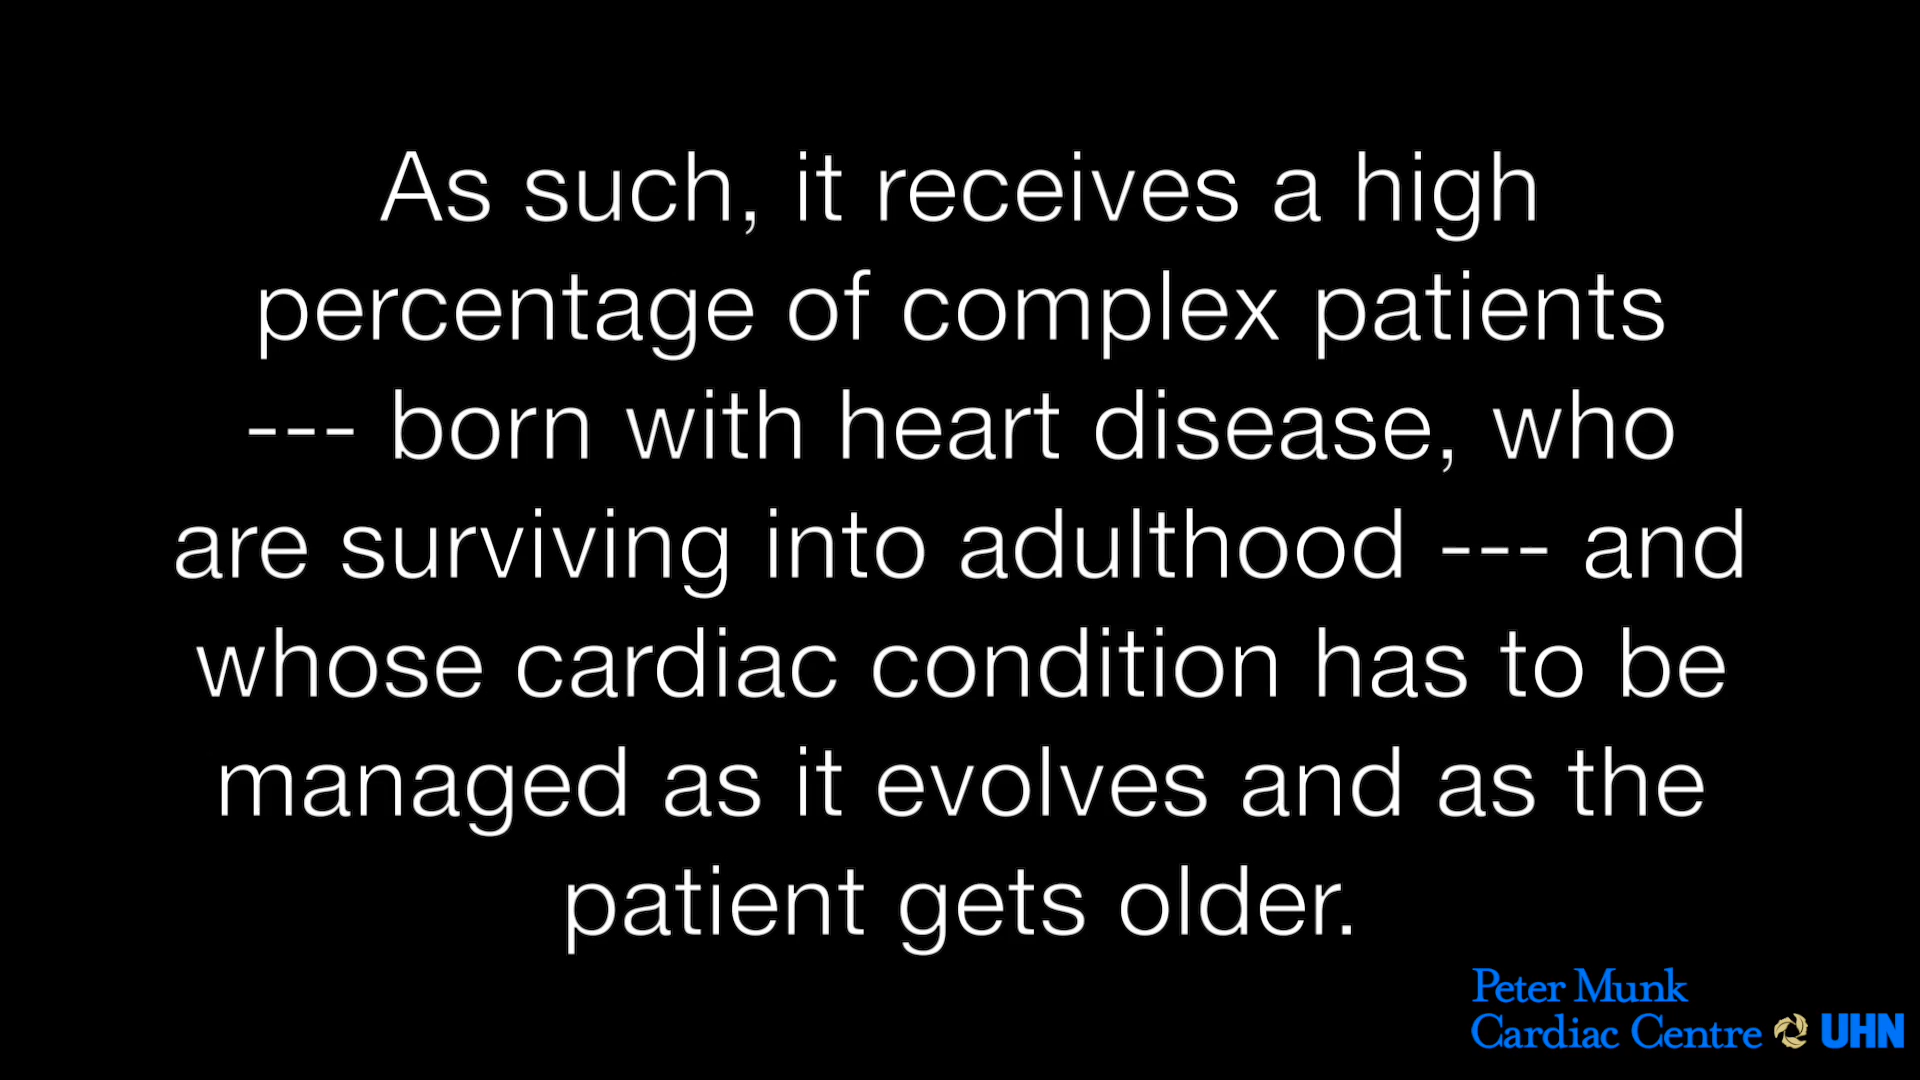 As such, it receives a high
percentage of complex patients
--- born with heart disease, who
are surviving into adulthood --- and
whose cardiac condition has to be
managed as it evolves and as the
patient gets older.
Peter Munk
Cardiac Centre UHN